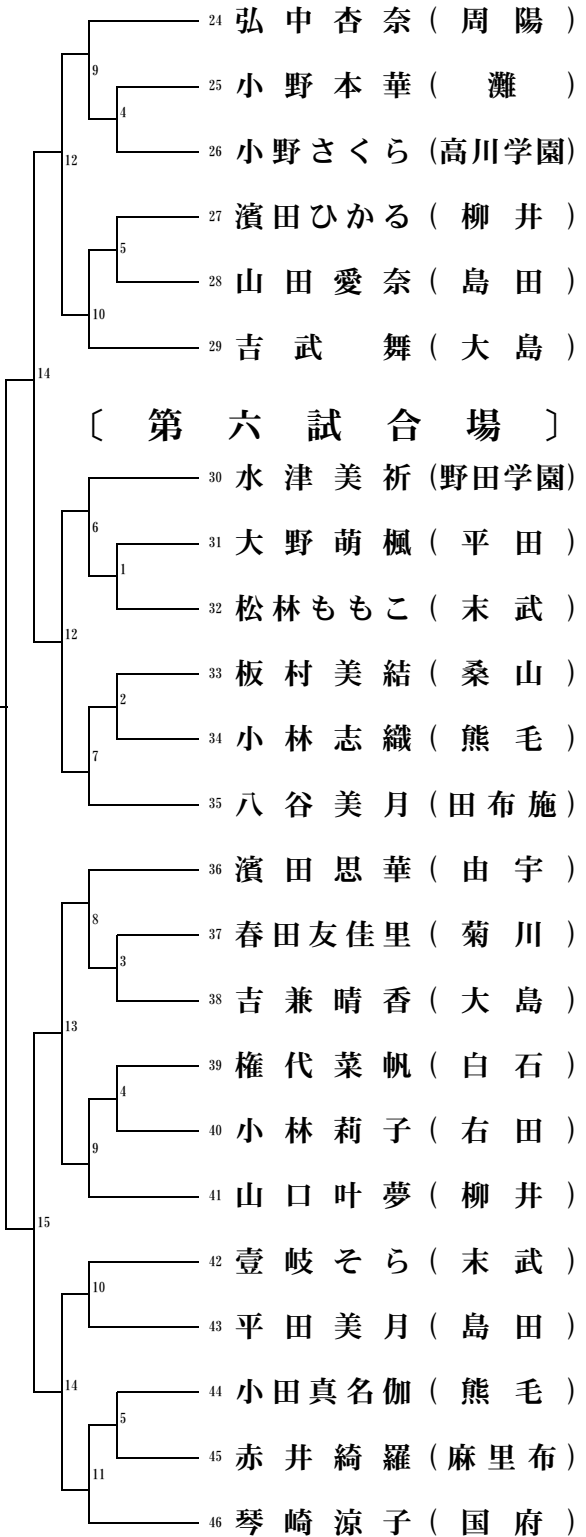 24 弘中杏奈(周陽)
9
25 小野本華(灘)
4
26 小野さくら(高川学園)
12
27 濱田ひかる(柳井)
5
28 山田愛奈(島田)
10
29 吉武舞(大島)
14
〔第六試合場〕
30 水津美祈(野田学園)
6
31 大野萌楓(平田)
1
32 松林ももこ(末武)
12
33 板村美結(桑山)
2
34 小林志織(熊毛)
7
35 八谷美月(田布施)
36 濱田思華(由宇)
8
37 春田友佳里(菊川)
3
38 吉兼晴香(大島)
13
39 権代菜帆(白石)
4
40 小林莉子(右田)
9
41 山口叶夢(柳井)
15
42 壹岐そら(末武)
10
43 平田美月(島田)
14
44 小田真名伽(熊毛)
5
45 赤井綺羅(麻里布)
11
46 琴崎涼子(国府)